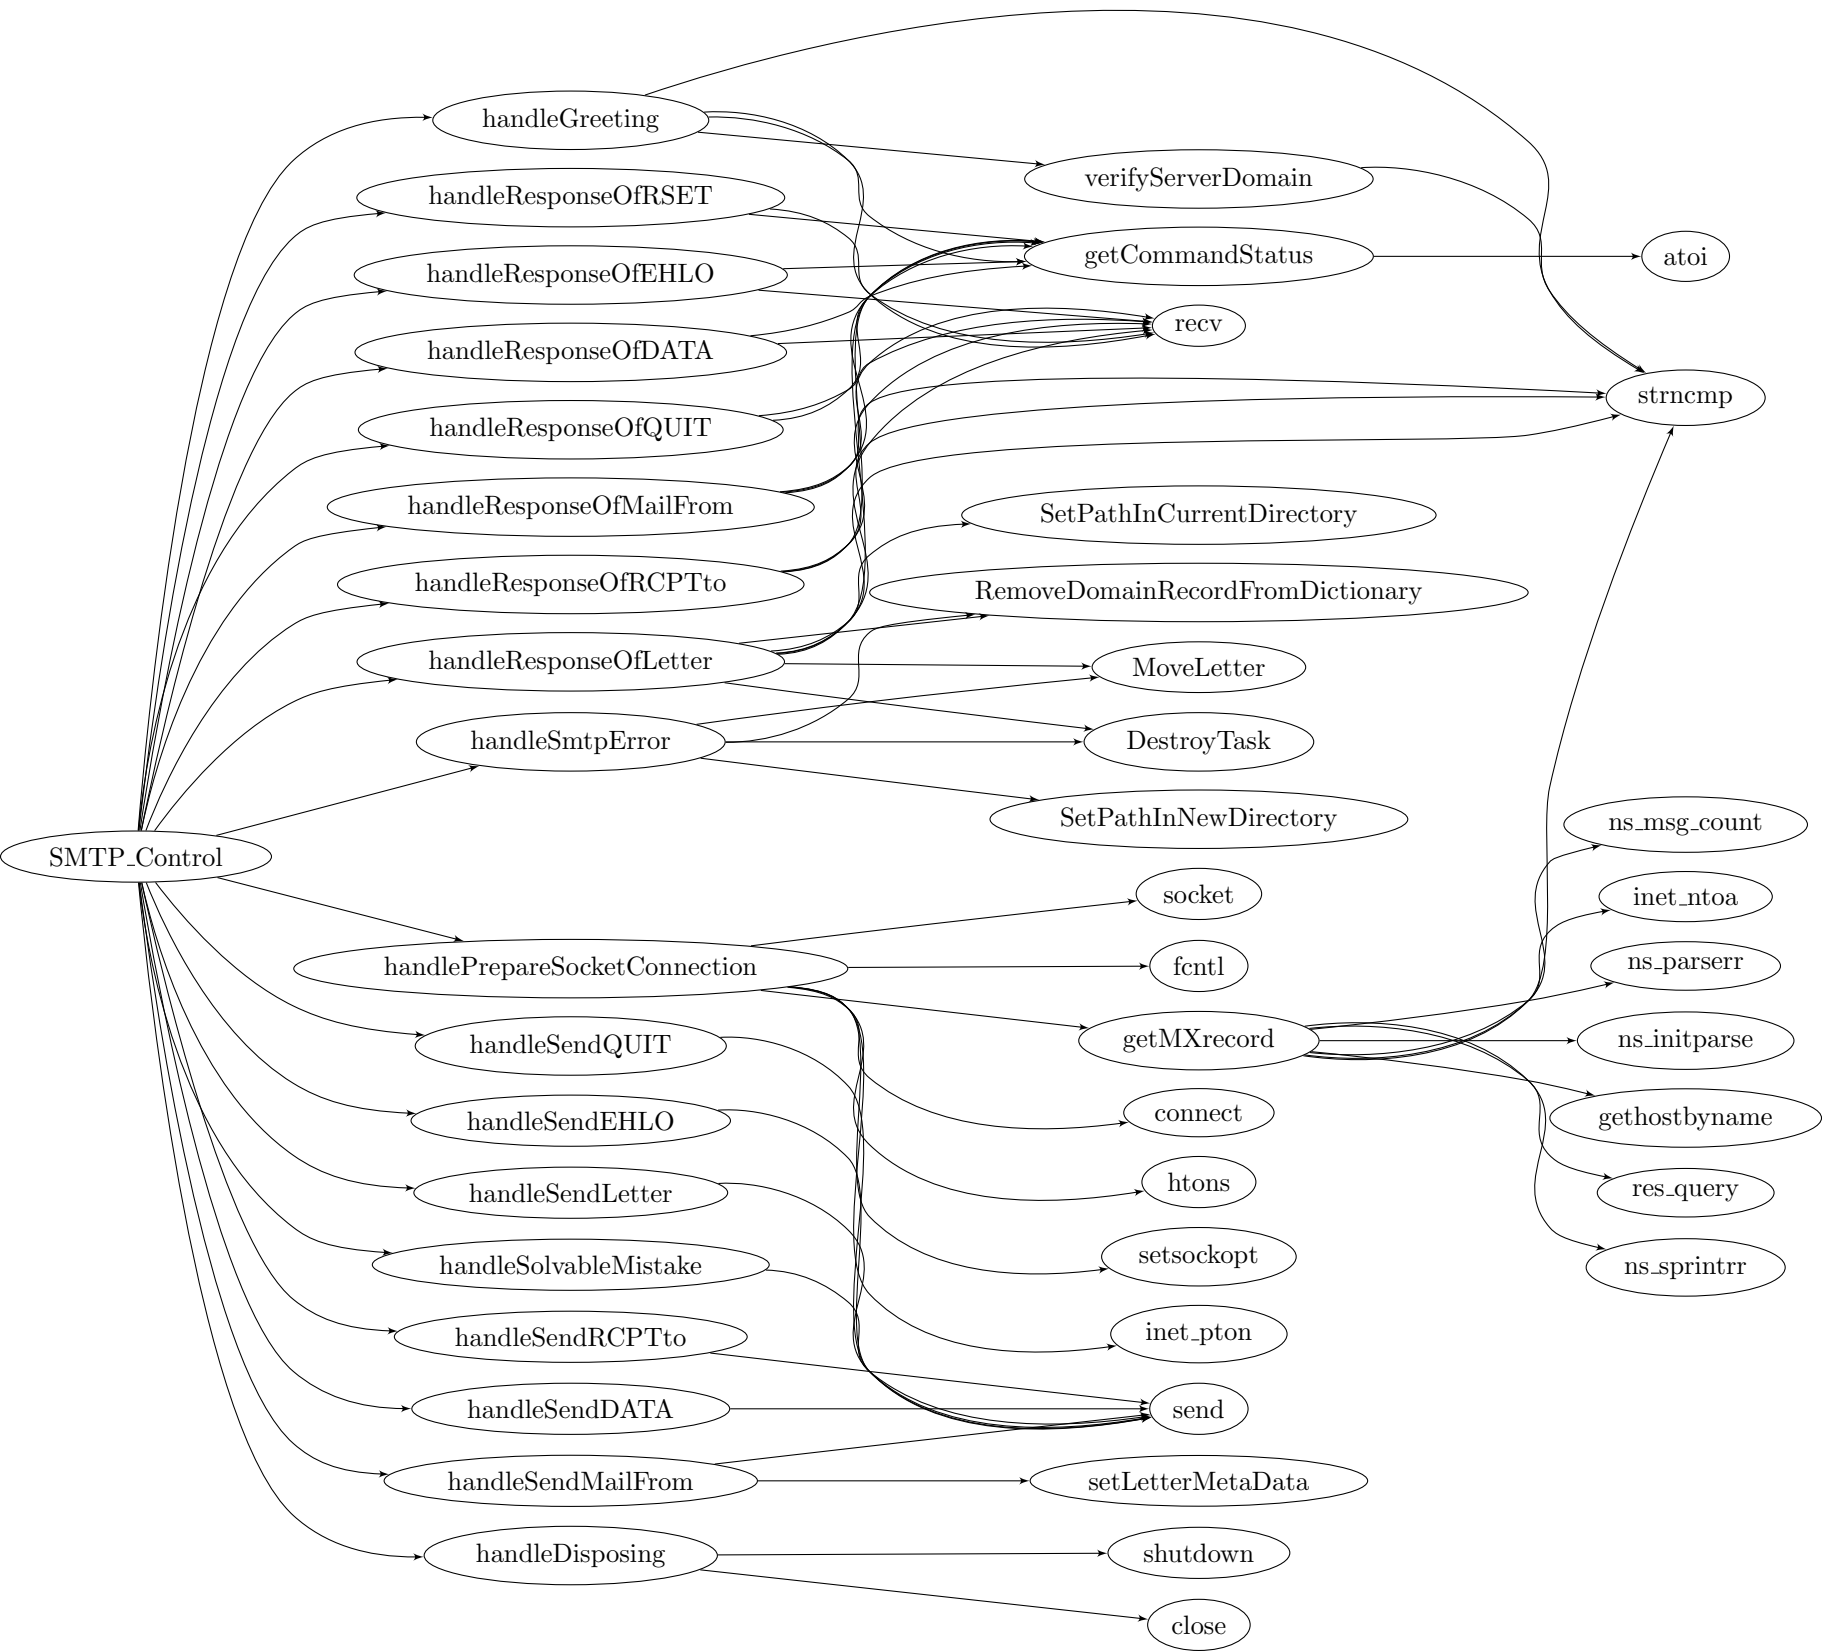 SMTP_Control
handleGreeting
handleResponseOfRSET
handleResponseOfEHLO
handleResponseOfDATA
handleResponseOfQUIT
handleResponseOfMailFrom
handleResponseOfRCPTto
handleResponseOfLetter
handleSmtpError
handlePrepareSocketConnection
handleSendQUIT
handleSendEHLO
handleSendLetter
handleSolvableMistake
handleSendRCPTto
handleSendDATA
handleSendMailFrom
handleDisposing
verifyServerDomain
getCommandStatus
recv
SetPathInCurrentDirectory
RemoveDomainRecordFromDictionary
MoveLetter
DestroyTask
SetPathInNewDirectory
socket
fcntl
getMXrecord
connect
htons
setsockopt
inet_pton
send
setLetterMetaData
shutdown
close
atoi
strncmp
ns_msg_count
inet_ntoa
ns_parserr
ns_initparse
gethostbyname
res_query
ns_sprintrr